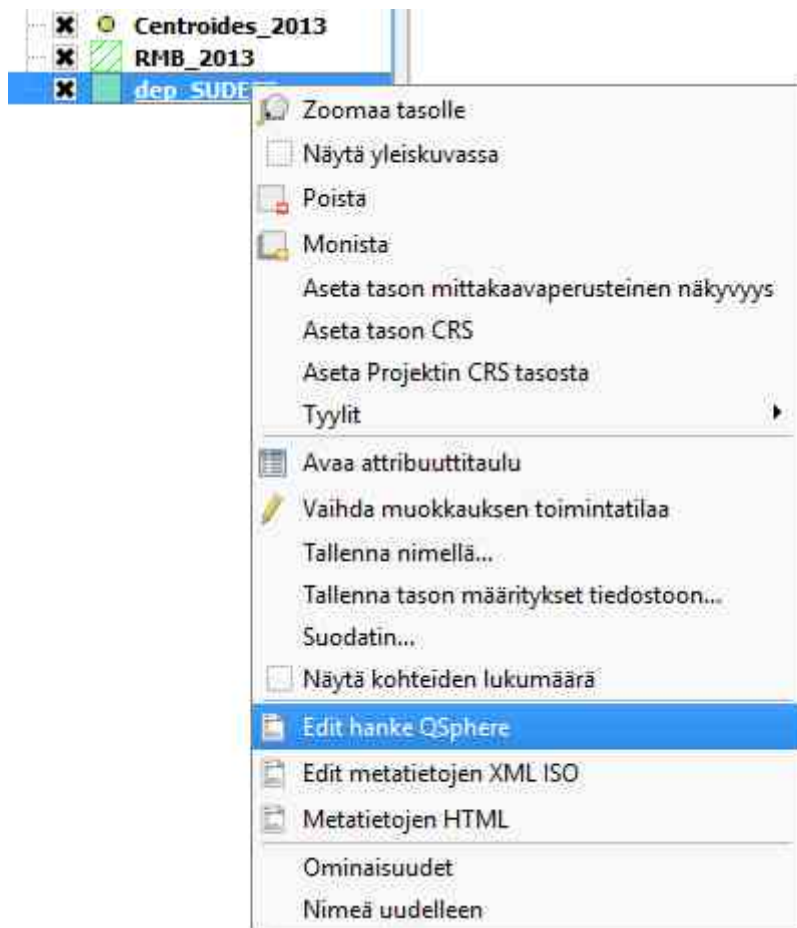 Centroides_2013
RMB_2013
dep_SUDE
Zoomaa tasolle
Näytä yleiskuvassa
Poista
Monista
Aseta tason mittakaavaperusteinen näkyvyys
Aseta tason CRS
Aseta Projektin CRS tasosta
Tyylit
Avaa attribuuttitaulu
Vaihda muokkauksen toimintatilaa
Tallenna nimellä...
Tallenna tason määritykset tiedostoon...
Suodatin...
Näytä kohteiden lukumäärä
Edit hanke QSphere
Edit metatietojen XML ISO
Metatietojen HTML
Ominaisuudet
Nimeä uudelleen